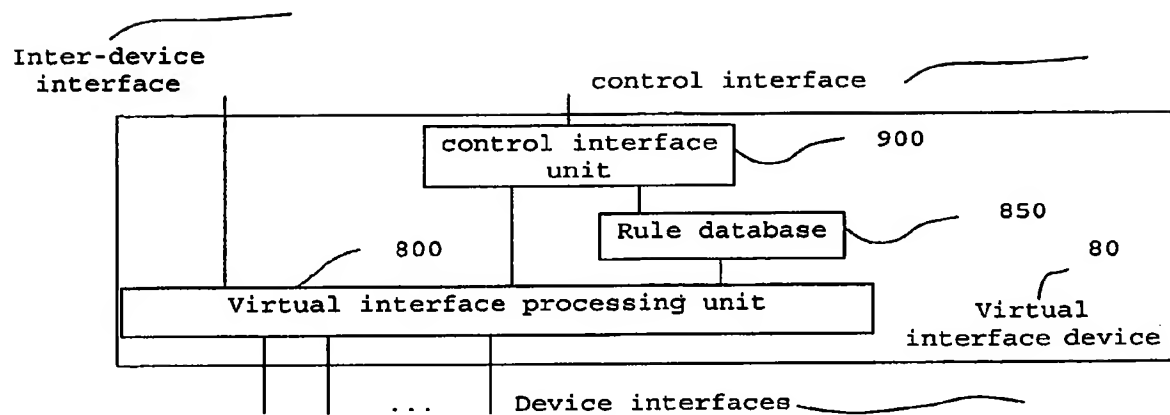 Inter-device
interface
control interface
control interface
unit
900
Rule database
850
800
80
Virtual interface processing unit
Virtual
interface device
... Device interfaces